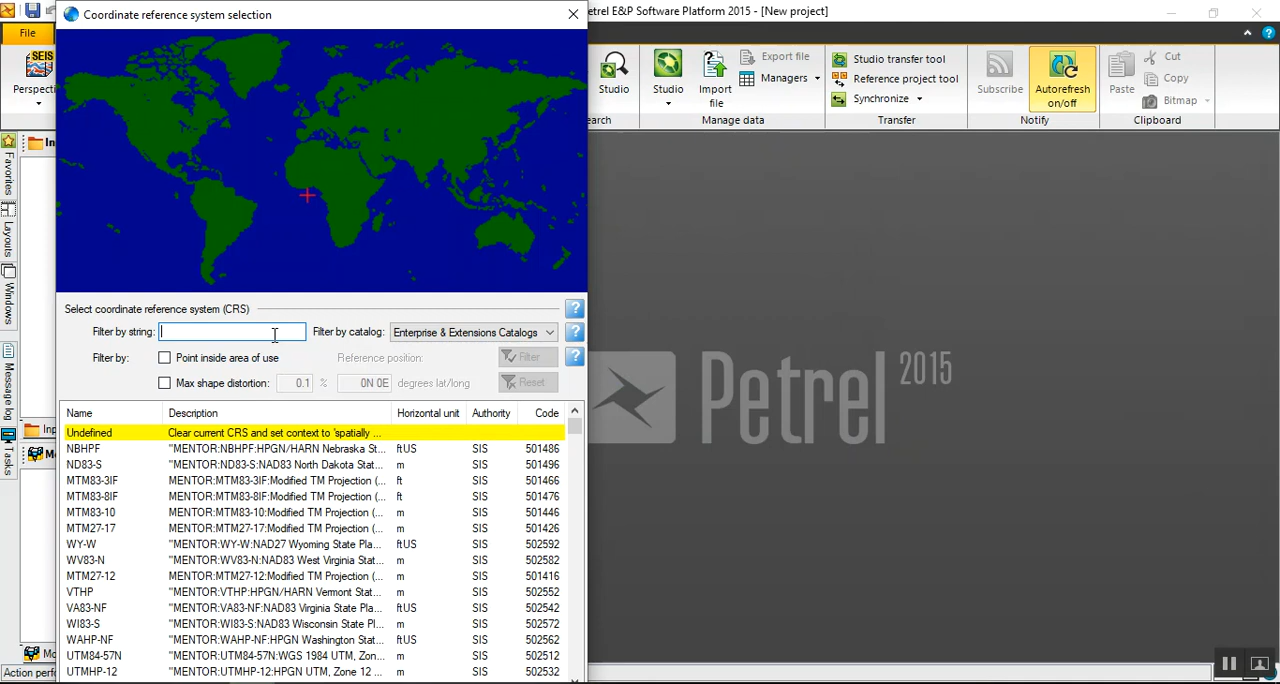 Coordinate reference system selection
Petrel E&P Software Platform 2015 - [New project]
File
SEIS
Perspecti
Studio
Studio
Import file
Export file
Managers
Studio transfer tool
Reference project tool
Synchronize
Subscribe
Autorefresh on/off
Paste
Cut
Copy
Bitmap
earch
Manage data
Transfer
Notify
Clipboard
Favorites
Layouts
Windows
Message log
Tasks
In
Inp
M
Mo
Action perf
Petrel 2015
Select coordinate reference system (CRS)
Filter by string:
Filter by catalog: Enterprise & Extensions Catalogs
Filter by: Point inside area of use Reference position: Filter
Max shape distortion: 0.1 % 0N 0E degrees lat/long Reset
Name Description Horizontal unit Authority Code
Undefined Clear current CRS and set context to 'spatially ...
NBHPF "MENTOR:NBHPF:HPGN/HARN Nebraska St... ftUS SIS 501486
ND83-S "MENTOR:ND83-S:NAD83 North Dakota Stat... m SIS 501496
MTM83-3IF MENTOR:MTM83-3IF:Modified TM Projection (... ft SIS 501466
MTM83-8IF MENTOR:MTM83-8IF:Modified TM Projection (... ft SIS 501476
MTM83-10 MENTOR:MTM83-10:Modified TM Projection (... m SIS 501446
MTM27-17 MENTOR:MTM27-17:Modified TM Projection (... m SIS 501426
WY-W "MENTOR:WY-W:NAD27 Wyoming State Pla... ftUS SIS 502592
WV83-N "MENTOR:WV83-N:NAD83 West Virginia Stat... m SIS 502582
MTM27-12 MENTOR:MTM27-12:Modified TM Projection (... m SIS 501416
VTHP "MENTOR:VTHP:HPGN/HARN Vermont State... m SIS 502552
VA83-NF "MENTOR:VA83-NF:NAD83 Virginia State Pla... ftUS SIS 502542
WI83-S "MENTOR:WI83-S:NAD83 Wisconsin State Pl... m SIS 502572
WAHP-NF "MENTOR:WAHP-NF:HPGN Washington Stat... ftUS SIS 502562
UTM84-57N "MENTOR:UTM84-57N:WGS 1984 UTM, Zon... m SIS 502512
UTMHP-12 "MENTOR:UTMHP-12:HPGN UTM, Zone 12 ... m SIS 502532